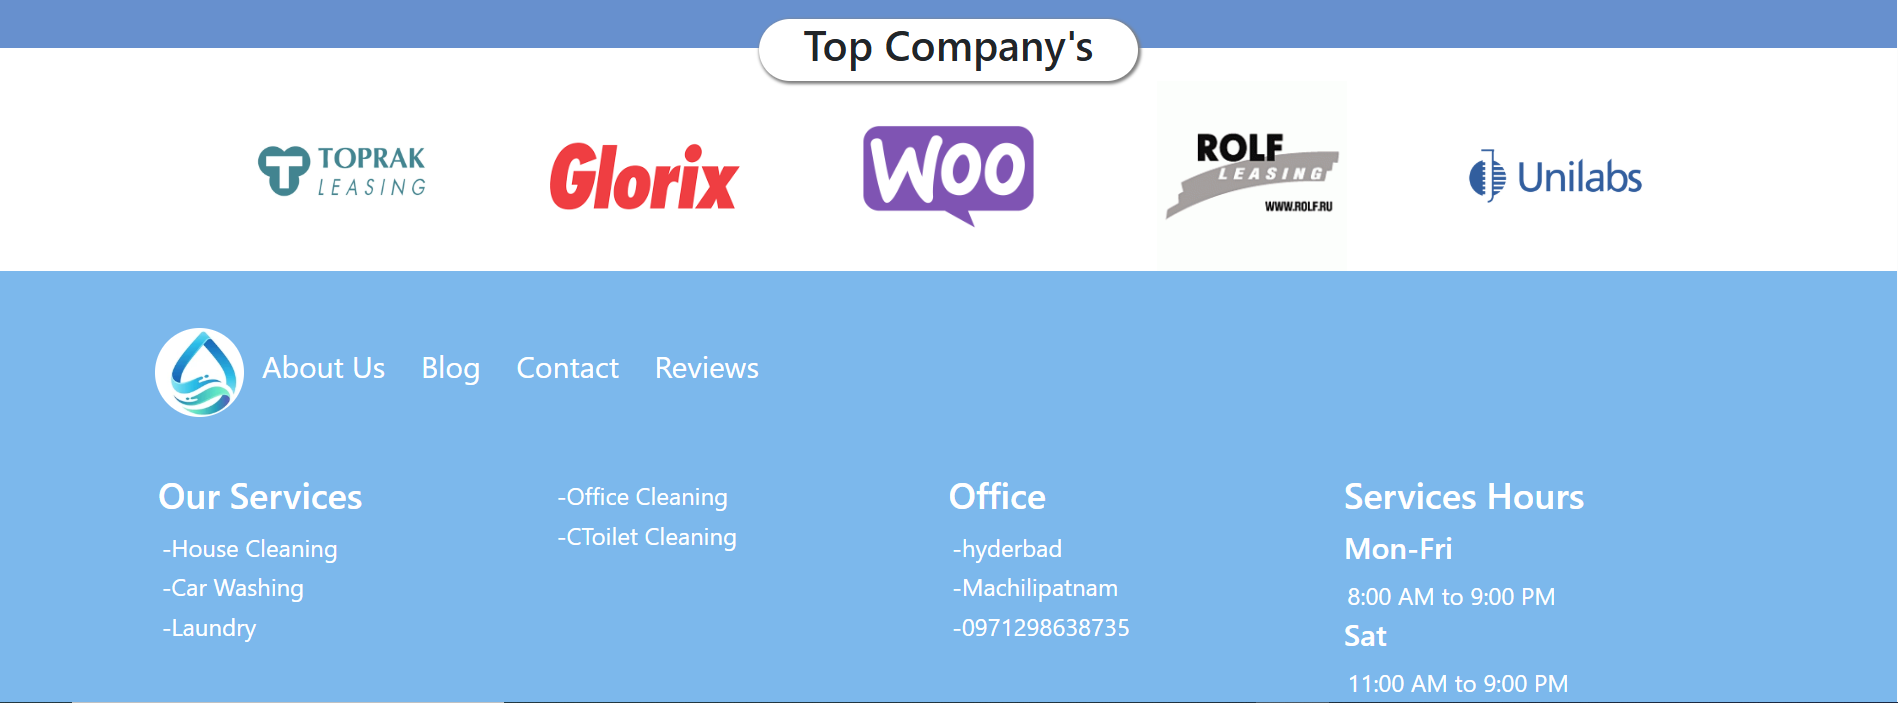 Top Company's
TOPRAK
LEASING
Glorix
WOO
ROLF
LEASING
WWW.ROLF.RU
Unilabs
About Us Blog Contact Reviews
Our Services
-House Cleaning
-Car Washing
-Laundry
-Office Cleaning
-CToilet Cleaning
Office
-hyderbad
-Machilipatnam
-0971298638735
Services Hours
Mon-Fri
8:00 AM to 9:00 PM
Sat
11:00 AM to 9:00 PM